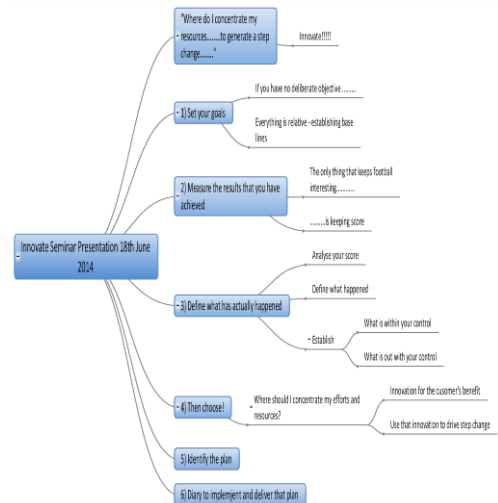 "Where do I concentrate my
resources........to generate a step
change........"
Innovate!!!!!
1) Set your goals
If you have no deliberate objective.........
Everything is relative - establishing base
lines
2) Measure the results that you have
achieved
The only thing that keeps football
interesting...........
.........is keeping score
Innovate Seminar Presentation 18th June
2014
3) Define what has actually happened
Analyse your score
Define what happened
Establish
What is within your control
What is out with your control
4) Then choose!
Where should I concentrate my efforts and
resources?
Innovation for the cusomer's benefit
Use that innovation to drive step change
5) Identify the plan
6) Diary to implemjent and deliver that plan